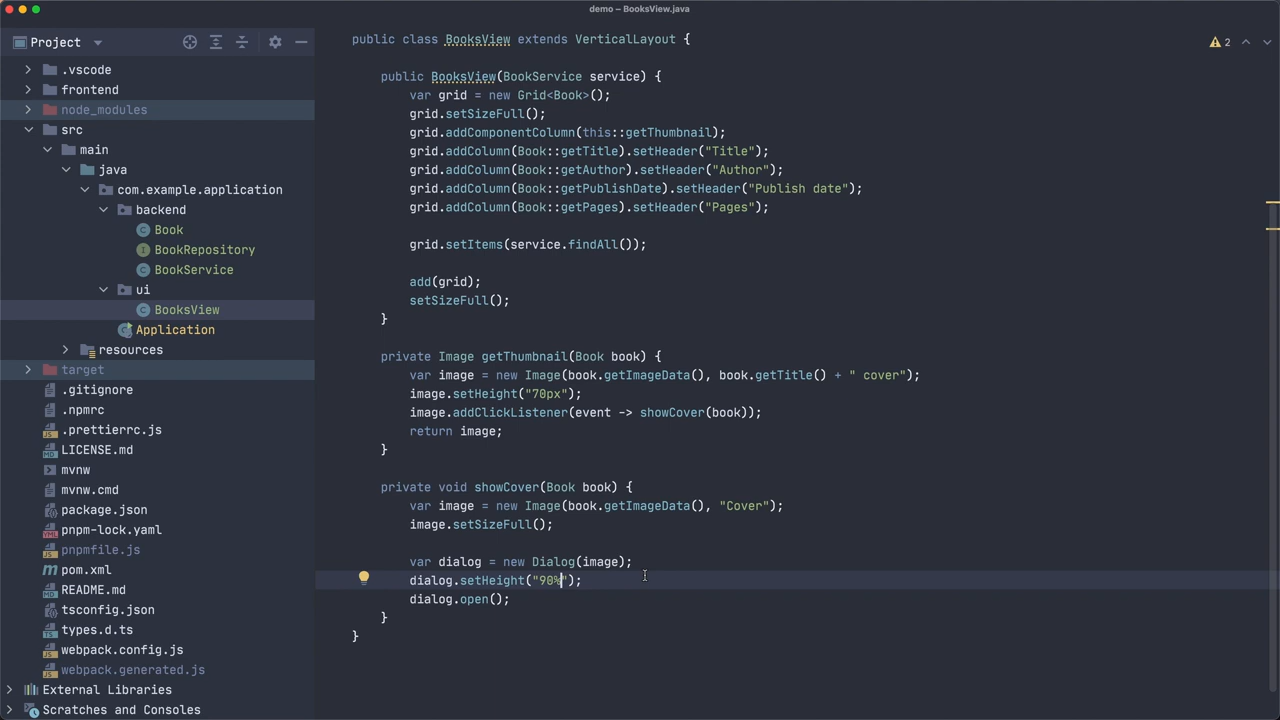 demo – BooksView.java
Project
.vscode
frontend
node_modules
src
main
java
com.example.application
backend
Book
BookRepository
BookService
ui
BooksView
Application
resources
target
.gitignore
.npmrc
.prettierrc.js
LICENSE.md
mvnw
mvnw.cmd
package.json
pnpm-lock.yaml
pnpmfile.js
pom.xml
README.md
tsconfig.json
types.d.ts
webpack.config.js
webpack.generated.js
External Libraries
Scratches and Consoles
2
public class BooksView extends VerticalLayout {
public BooksView(BookService service) {
var grid = new Grid<Book>();
grid.setSizeFull();
grid.addComponentColumn(this::getThumbnail);
grid.addColumn(Book::getTitle).setHeader("Title");
grid.addColumn(Book::getAuthor).setHeader("Author");
grid.addColumn(Book::getPublishDate).setHeader("Publish date");
grid.addColumn(Book::getPages).setHeader("Pages");
grid.setItems(service.findAll());
add(grid);
setSizeFull();
}
private Image getThumbnail(Book book) {
var image = new Image(book.getImageData(), book.getTitle() + " cover");
image.setHeight("70px");
image.addClickListener(event -> showCover(book));
return image;
}
private void showCover(Book book) {
var image = new Image(book.getImageData(), "Cover");
image.setSizeFull();
var dialog = new Dialog(image);
dialog.setHeight("90%");
dialog.open();
}
}